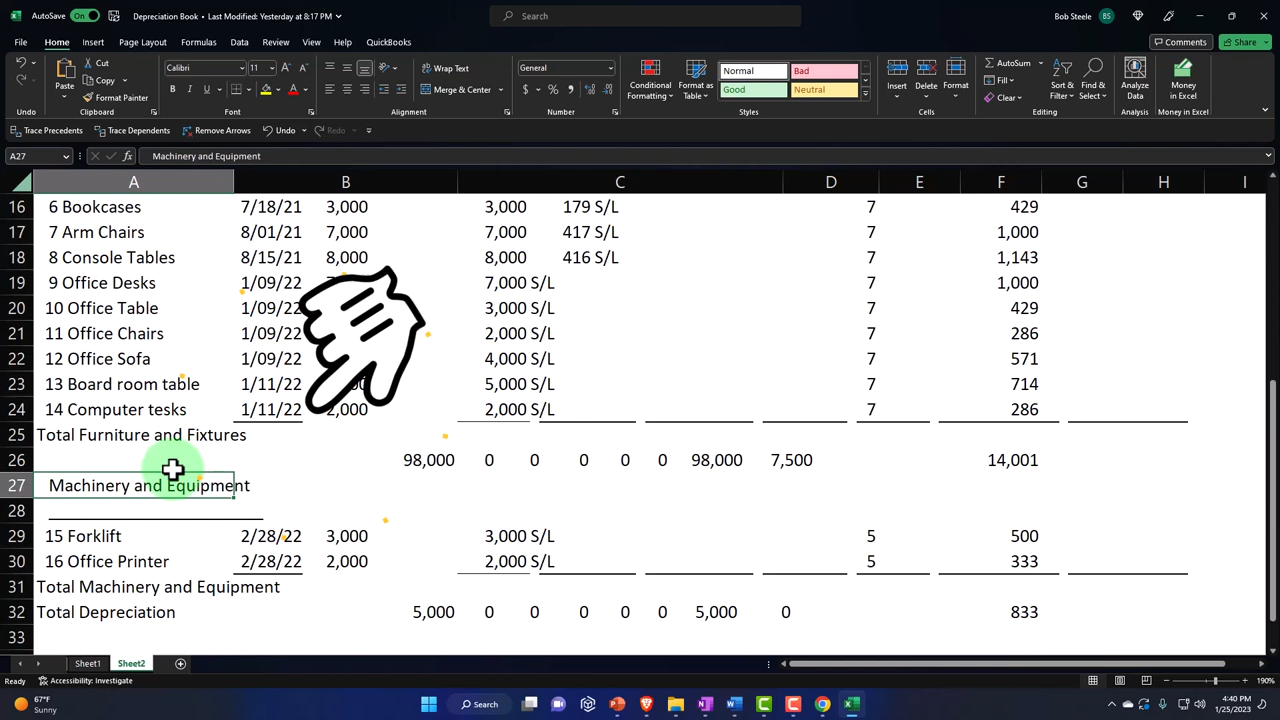 AutoSave On Depreciation Book • Last Modified: Yesterday at 8:17 PM Search Bob Steele BS
File Home Insert Page Layout Formulas Data Review View Help QuickBooks Comments Share
Cut Calibri 11 Wrap Text General Normal Bad AutoSum
Copy Fill
Paste Conditional Format as Insert Delete Format Sort & Find & Analyze Money
Format Painter B I U Merge & Center $ % Good Neutral Clear Formatting Table Filter Select Data in Excel
Undo Clipboard Font Alignment Number Styles Cells Editing Analysis Money in Excel
Trace Precedents Trace Dependents Remove Arrows Undo Redo
A27 fx Machinery and Equipment
A B C D E F G H I
16 6 Bookcases 7/18/21 3,000 3,000 179 S/L 7 429
17 7 Arm Chairs 8/01/21 7,000 7,000 417 S/L 7 1,000
18 8 Console Tables 8/15/21 8,000 8,000 416 S/L 7 1,143
19 9 Office Desks 1/09/22 7,000 S/L 7 1,000
20 10 Office Table 1/09/22 3,000 S/L 7 429
21 11 Office Chairs 1/09/22 2,000 S/L 7 286
22 12 Office Sofa 1/09/22 4,000 S/L 7 571
23 13 Board room table 1/11/22 5,000 S/L 7 714
24 14 Computer tesks 1/11/22 2,000 2,000 S/L 7 286
25 Total Furniture and Fixtures
26 98,000 0 0 0 0 0 98,000 7,500 14,001
27 Machinery and Equipment
28
29 15 Forklift 2/28/22 3,000 3,000 S/L 5 500
30 16 Office Printer 2/28/22 2,000 2,000 S/L 5 333
31 Total Machinery and Equipment
32 Total Depreciation 5,000 0 0 0 0 0 5,000 0 833
33
Sheet1 Sheet2
Ready Accessibility: Investigate 190%
67°F Search 4:40 PM
Sunny 1/25/2023